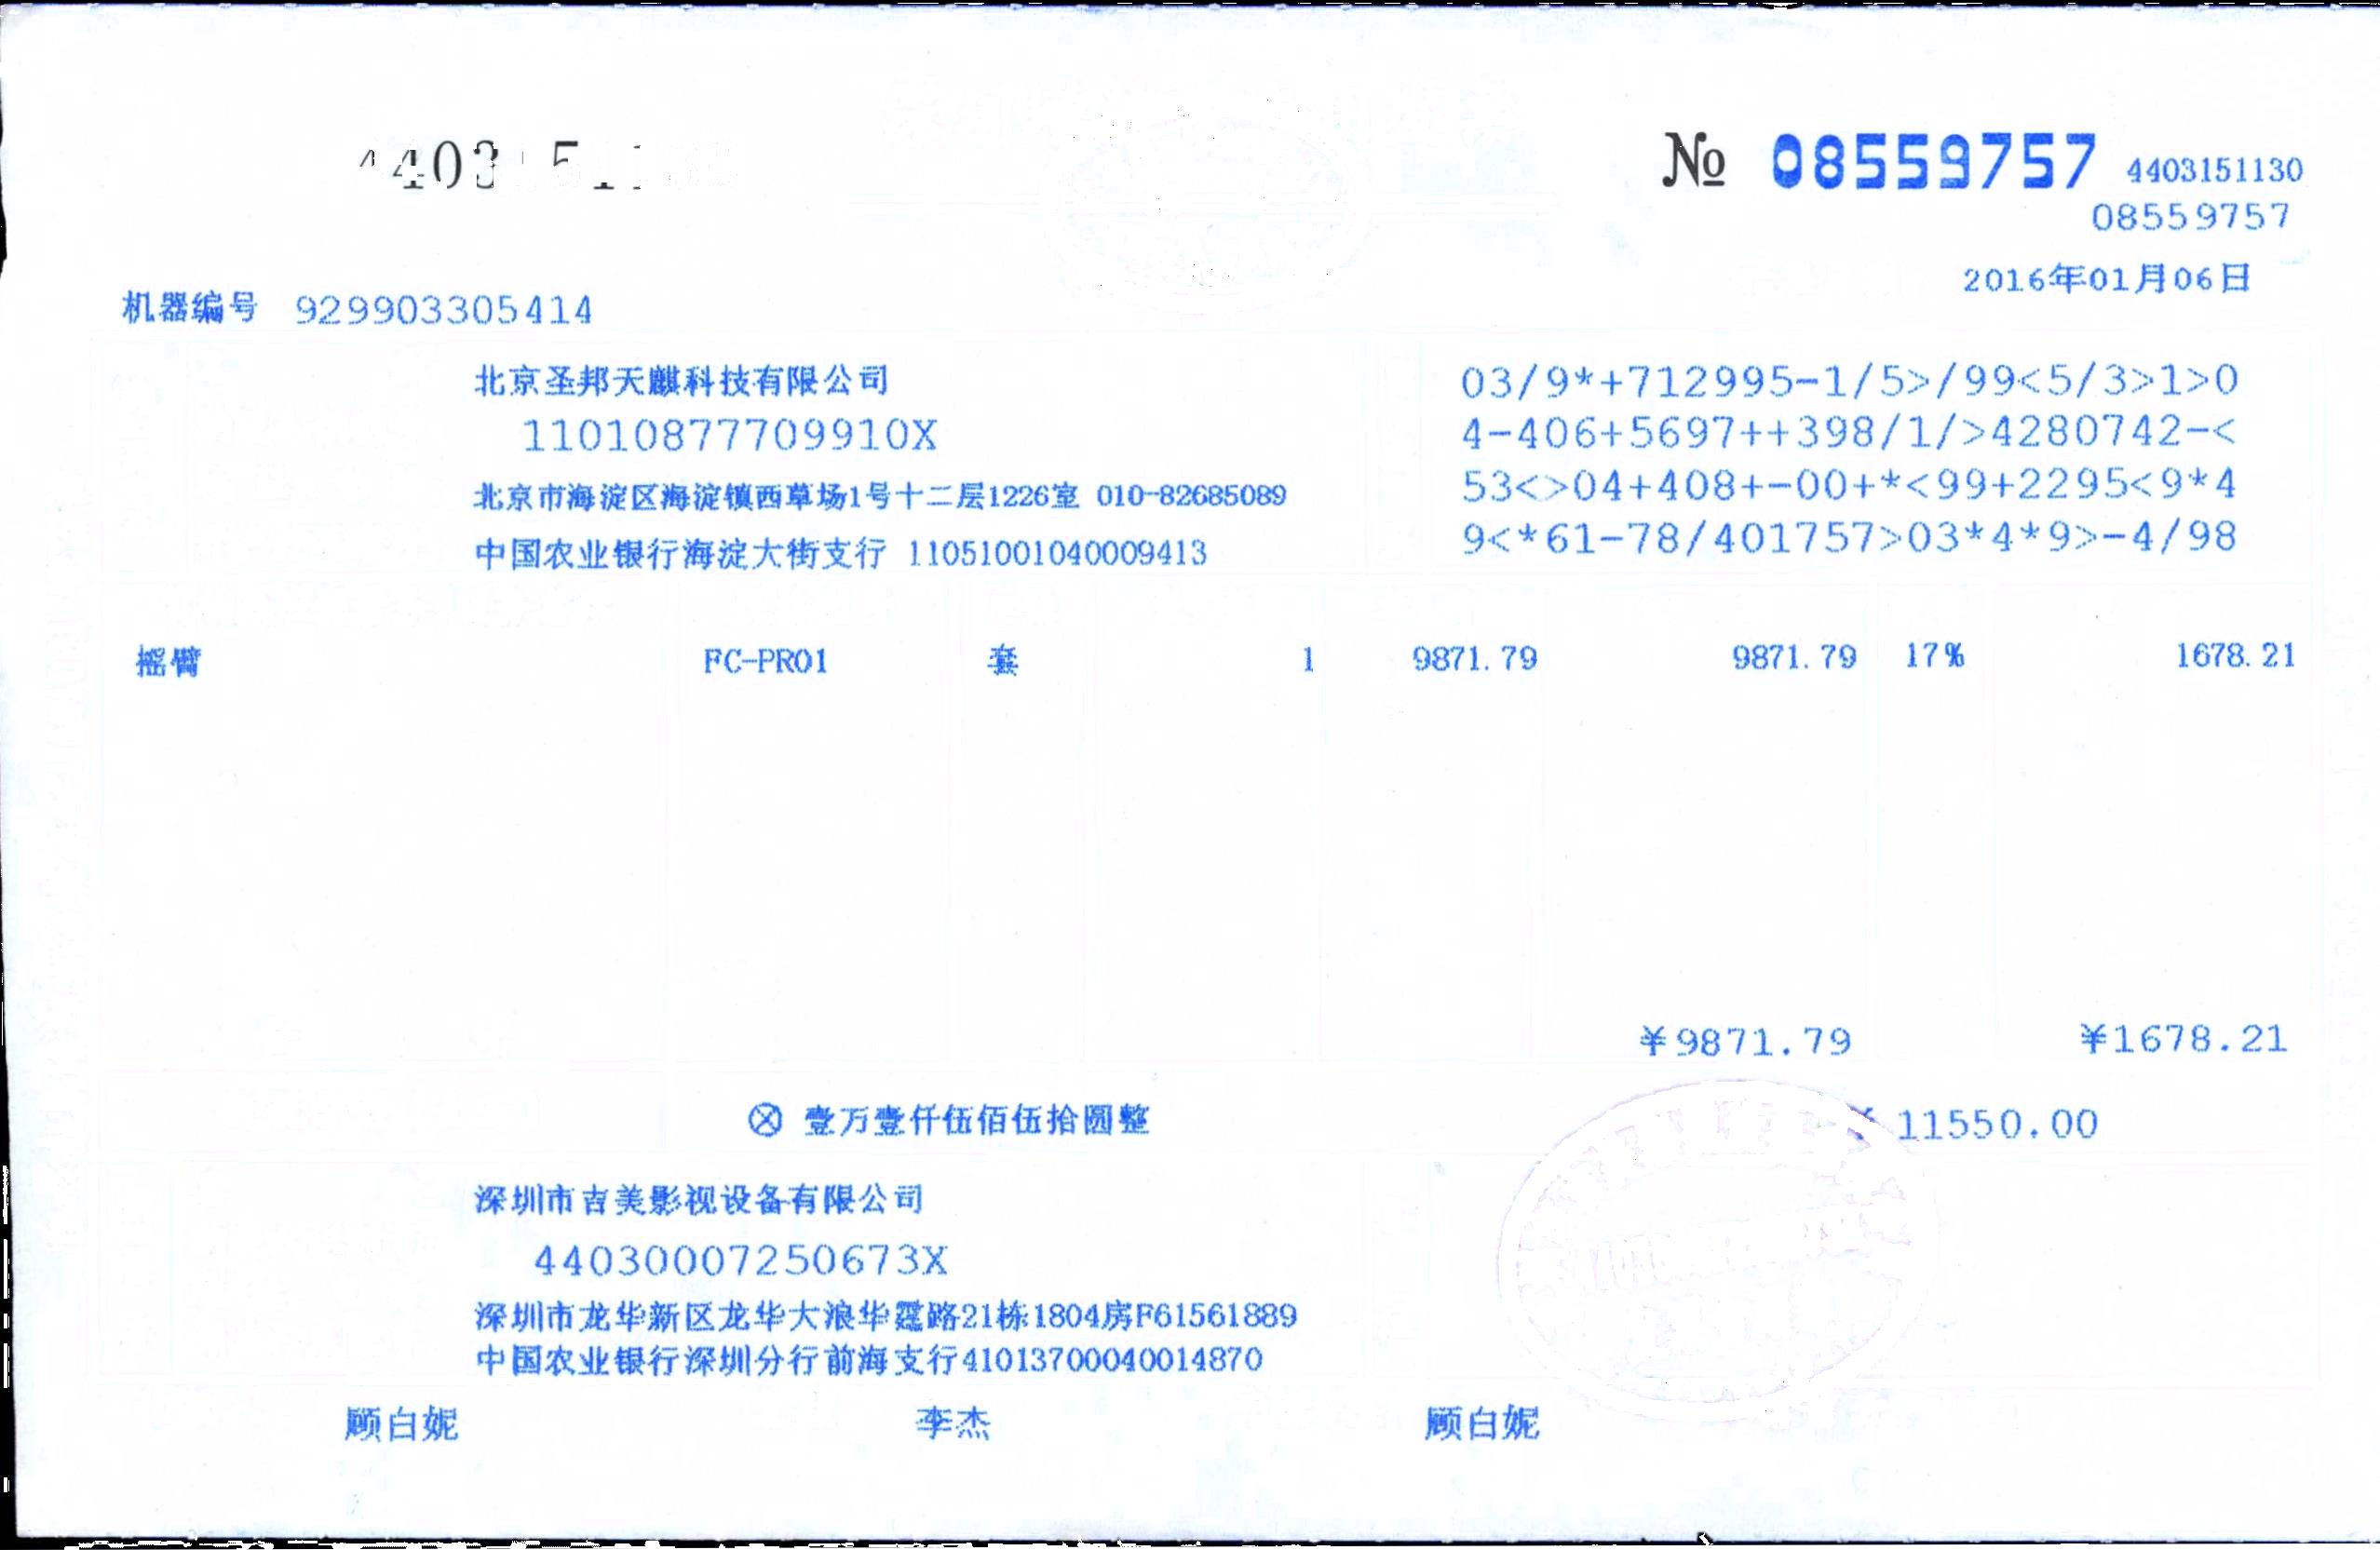 № 08559757 4403151130
08559757
2016年01月06日
机器编号 929903305414
北京圣邦天麒科技有限公司
11010877709910X
北京市海淀区海淀镇西草场1号十二层1226室 010-82685089
中国农业银行海淀大街支行 11051001040009413
03/9*+712995-1/5>/99<5/3>1>0
4-406+5697++398/1/>4280742-<
53<>04+408+-00+*<99+2295<9*4
9<*61-78/401757>03*4*9>-4/98
摇臂 FC-PR01 套 1 9871.79 9871.79 17% 1678.21
¥9871.79 ¥1678.21
ⓧ 壹万壹仟伍佰伍拾圆整 ¥ 11550.00
深圳市吉美影视设备有限公司
44030007250673X
深圳市龙华新区龙华大浪华霆路21栋1804房F61561889
中国农业银行深圳分行前海支行41013700040014870
顾白妮 李杰 顾白妮